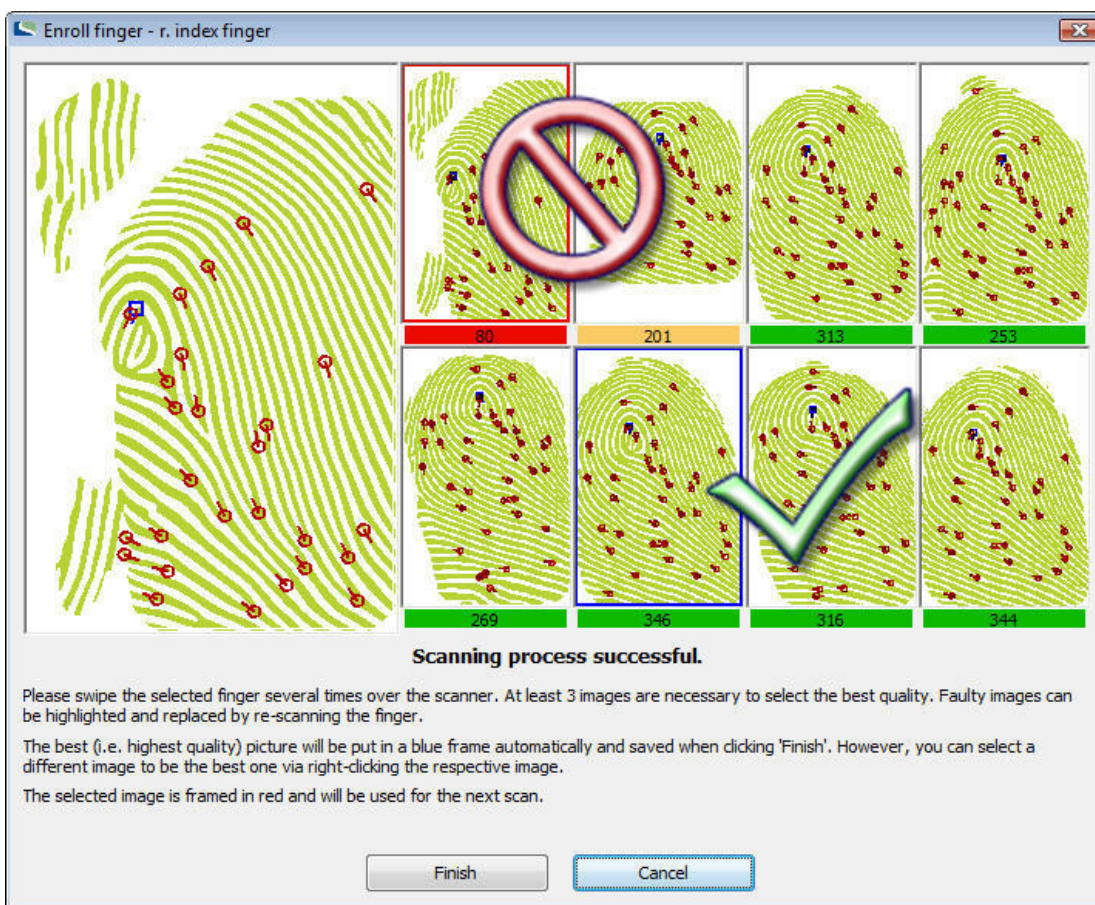 Enroll finger - r. index finger
80
201
313
253
269
346
316
344
Scanning process successful.
Please swipe the selected finger several times over the scanner. At least 3 images are necessary to select the best quality. Faulty images can
be highlighted and replaced by re-scanning the finger.
The best (i.e. highest quality) picture will be put in a blue frame automatically and saved when clicking 'Finish'. However, you can select a
different image to be the best one via right-clicking the respective image.
The selected image is framed in red and will be used for the next scan.
Finish
Cancel